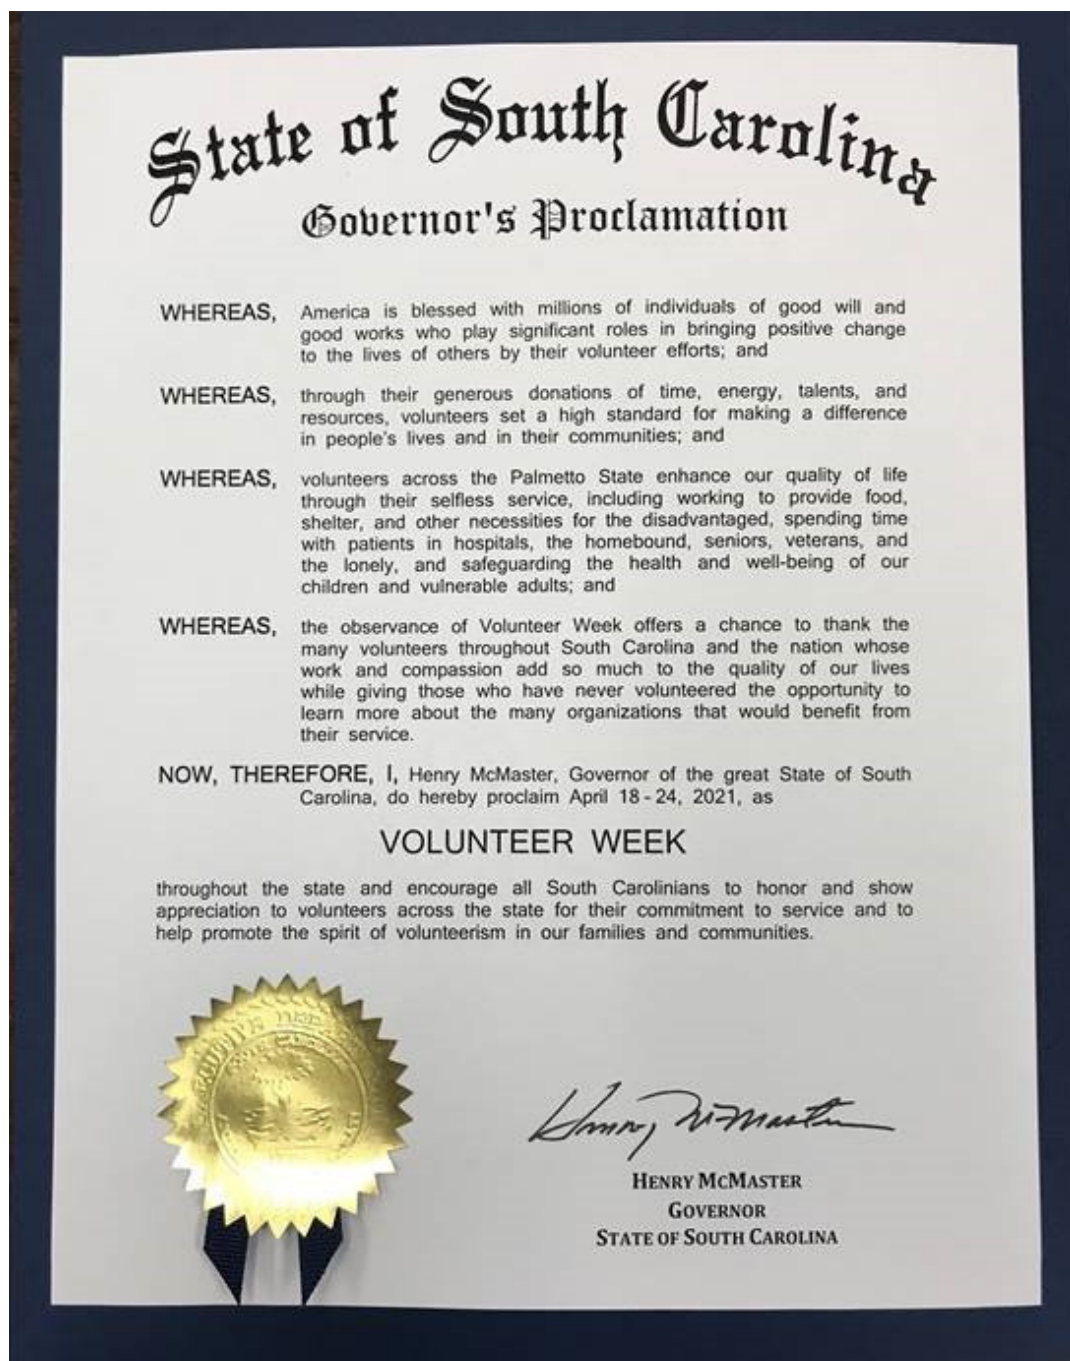 State of South Carolina
Governor's Proclamation
WHEREAS, America is blessed with millions of individuals of good will and
good works who play significant roles in bringing positive change
to the lives of others by their volunteer efforts; and
WHEREAS, through their generous donations of time, energy, talents, and
resources, volunteers set a high standard for making a difference
in people's lives and in their communities; and
WHEREAS, volunteers across the Palmetto State enhance our quality of life
through their selfless service, including working to provide food,
shelter, and other necessities for the disadvantaged, spending time
with patients in hospitals, the homebound, seniors, veterans, and
the lonely, and safeguarding the health and well-being of our
children and vulnerable adults; and
WHEREAS, the observance of Volunteer Week offers a chance to thank the
many volunteers throughout South Carolina and the nation whose
work and compassion add so much to the quality of our lives
while giving those who have never volunteered the opportunity to
learn more about the many organizations that would benefit from
their service.
NOW, THEREFORE, I, Henry McMaster, Governor of the great State of South
Carolina, do hereby proclaim April 18 - 24, 2021, as
VOLUNTEER WEEK
throughout the state and encourage all South Carolinians to honor and show
appreciation to volunteers across the state for their commitment to service and to
help promote the spirit of volunteerism in our families and communities.
Henry McMaster
HENRY MCMASTER
GOVERNOR
STATE OF SOUTH CAROLINA